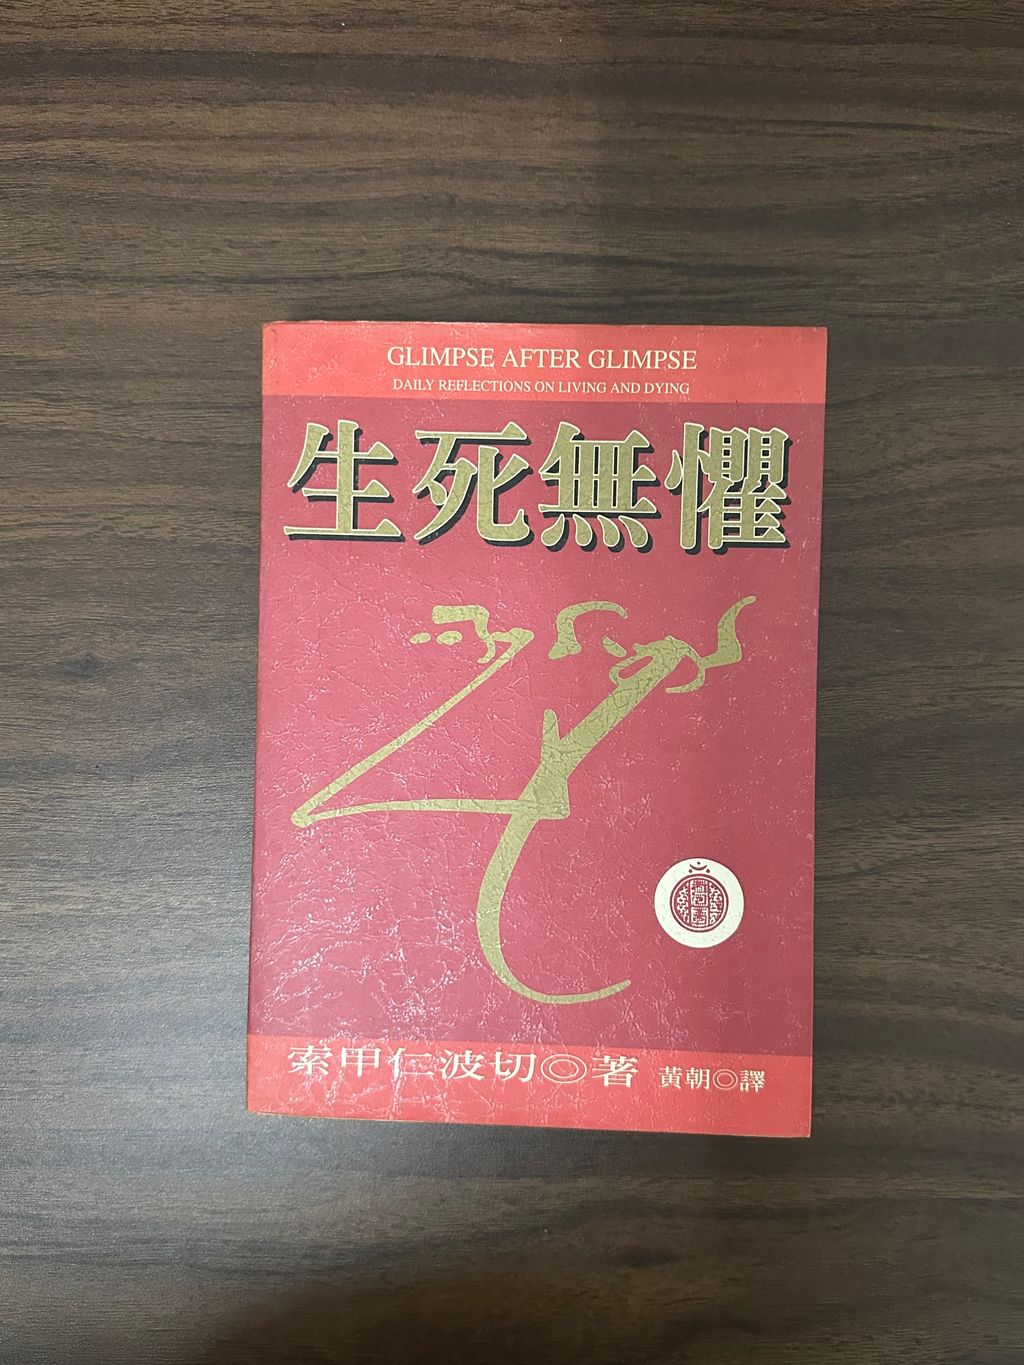 GLIMPSE AFTER GLIMPSE
DAILY REFLECTIONS ON LIVING AND DYING
生死無懼
索甲仁波切◎著 黃朝◎譯